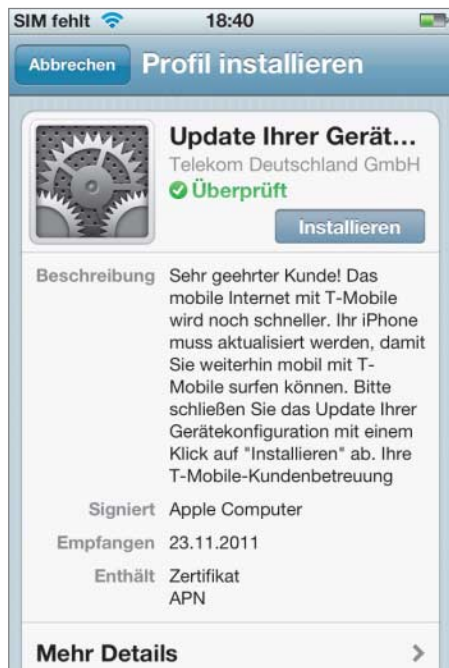 SIM fehlt 18:40
Abbrechen Profil installieren
Update Ihrer Gerät...
Telekom Deutschland GmbH
Überprüft
Installieren
Beschreibung Sehr geehrter Kunde! Das
mobile Internet mit T-Mobile
wird noch schneller. Ihr iPhone
muss aktualisiert werden, damit
Sie weiterhin mobil mit T-
Mobile surfen können. Bitte
schließen Sie das Update Ihrer
Gerätekonfiguration mit einem
Klick auf "Installieren" ab. Ihre
T-Mobile-Kundenbetreuung
Signiert Apple Computer
Empfangen 23.11.2011
Enthält Zertifikat
APN
Mehr Details